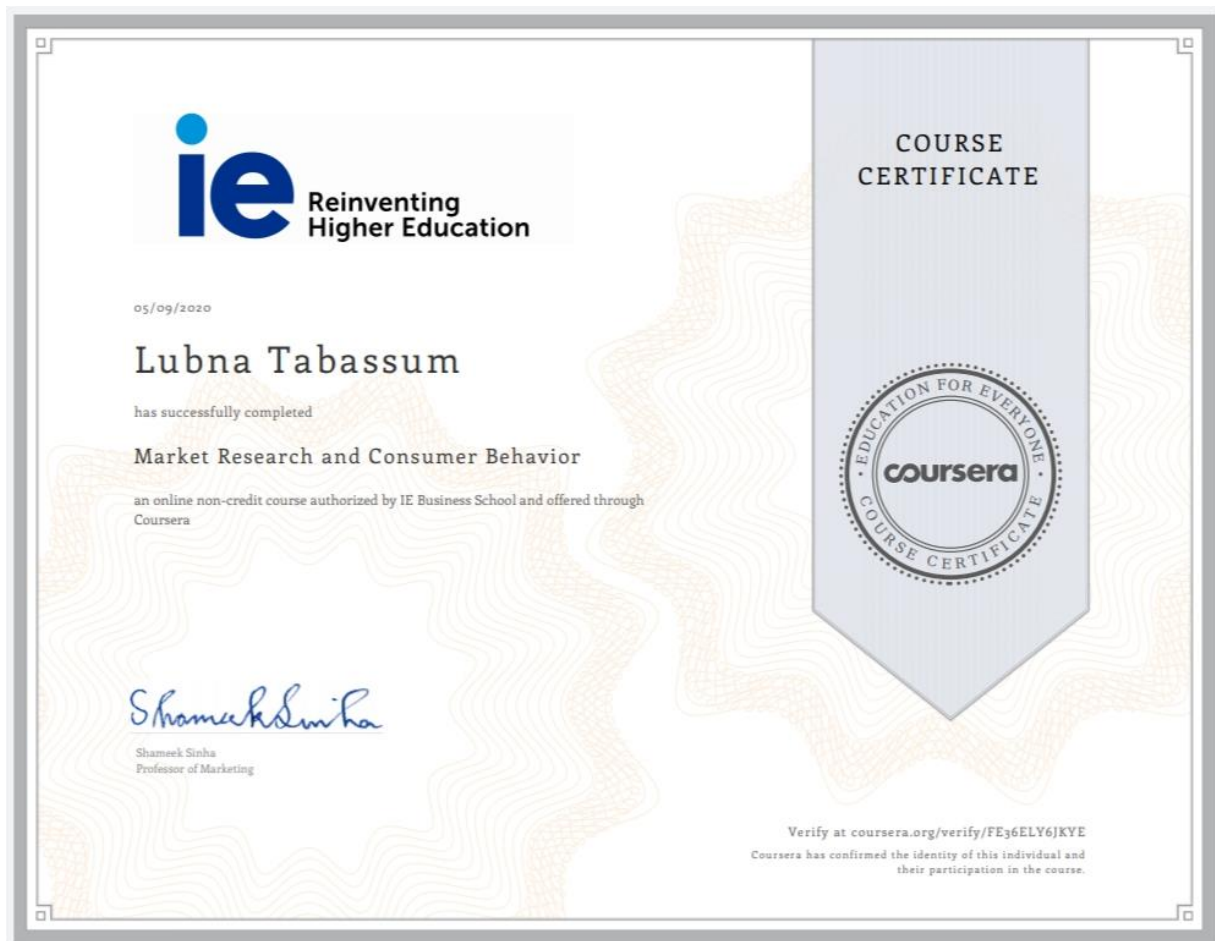 ie
Reinventing
Higher Education
05/09/2020
Lubna Tabassum
has successfully completed
Market Research and Consumer Behavior
an online non-credit course authorized by IE Business School and offered through
Coursera
Shameek Sinha
Shameek Sinha
Professor of Marketing
COURSE
CERTIFICATE
EDUCATION FOR EVERYONE
coursera
COURSE CERTIFICATE
Verify at coursera.org/verify/FE36ELY6JKYE
Coursera has confirmed the identity of this individual and
their participation in the course.